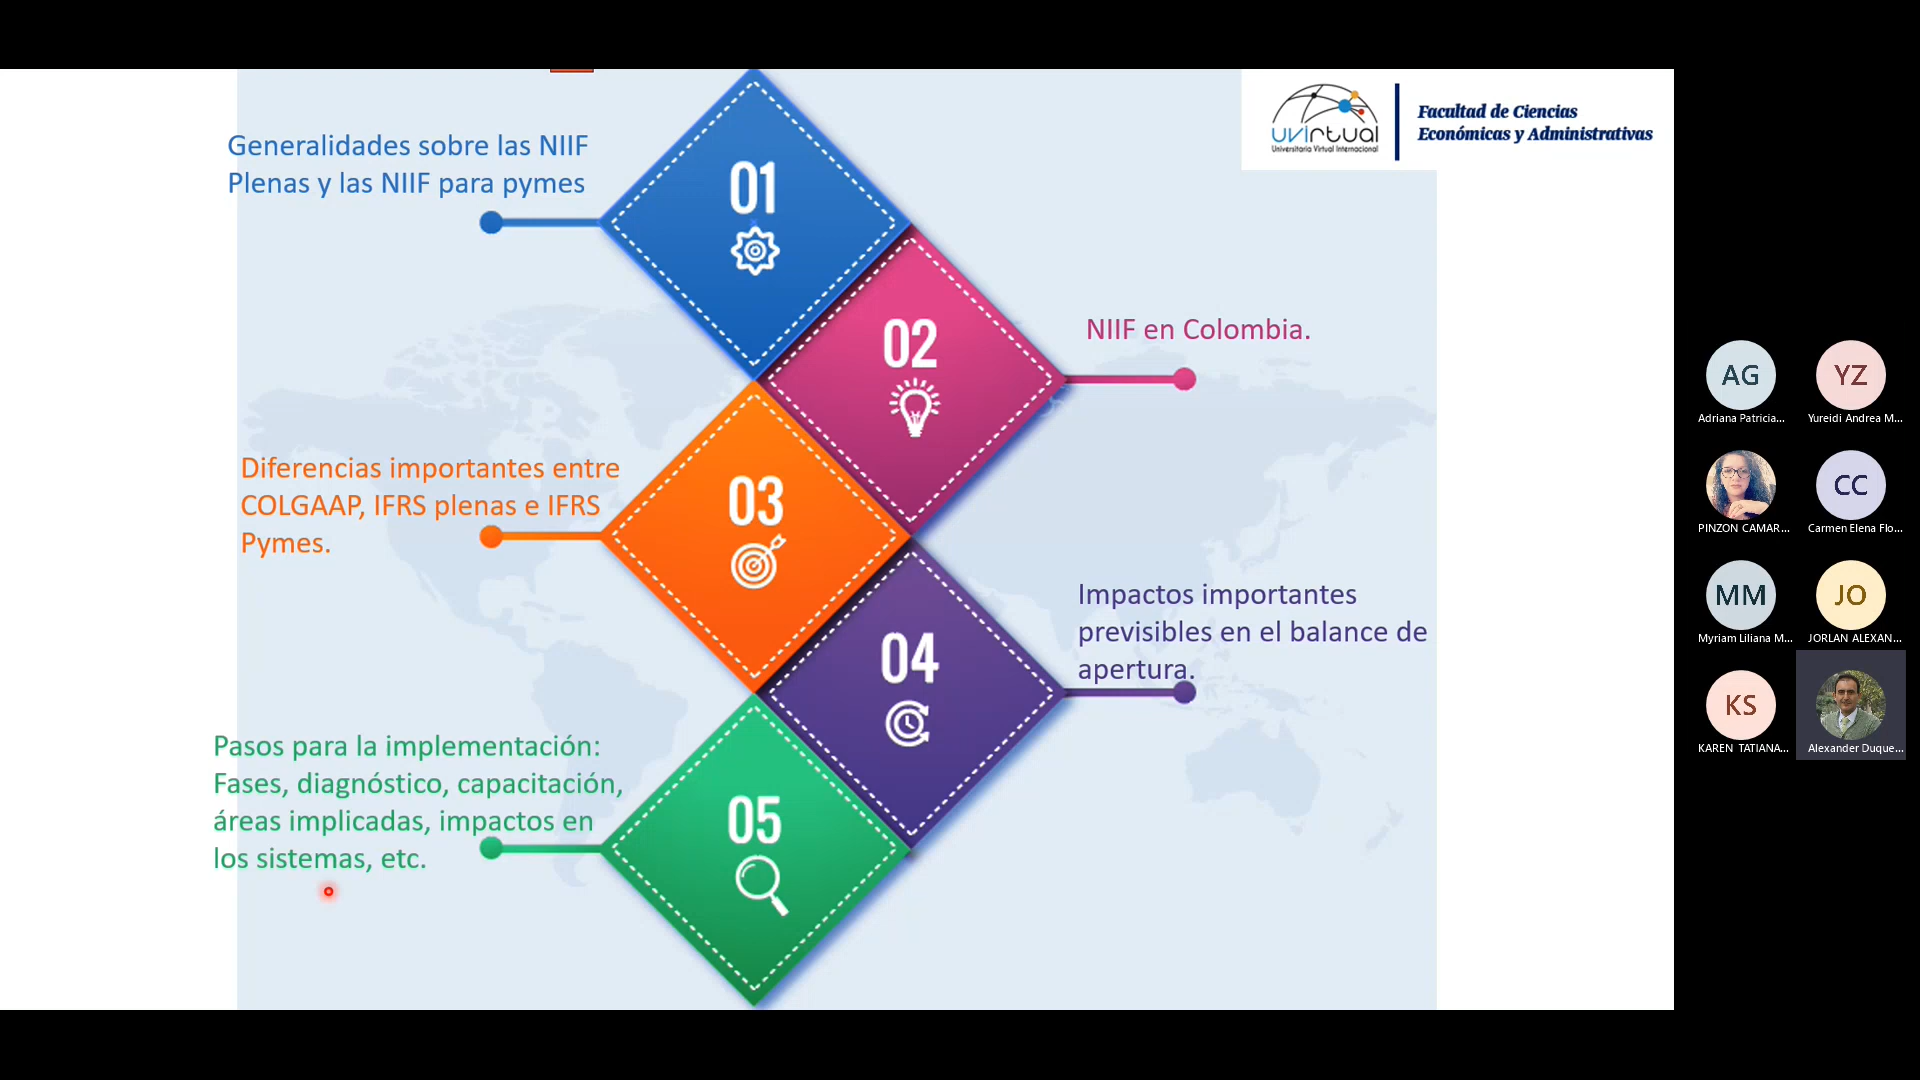 uvirtual
Universitaria Virtual Internacional
Facultad de Ciencias
Económicas y Administrativas
Generalidades sobre las NIIF
Plenas y las NIIF para pymes
01
02
NIIF en Colombia.
Diferencias importantes entre
COLGAAP, IFRS plenas e IFRS
Pymes.
03
Impactos importantes
previsibles en el balance de
apertura.
04
Pasos para la implementación:
Fases, diagnóstico, capacitación,
áreas implicadas, impactos en
los sistemas, etc.
05
AG
Adriana Patricia...
YZ
Yureidi Andrea M...
PINZON CAMAR...
CC
Carmen Elena Flo...
MM
Myriam Liliana M...
JO
JORLAN ALEXAN...
KS
KAREN TATIANA...
Alexander Duque...